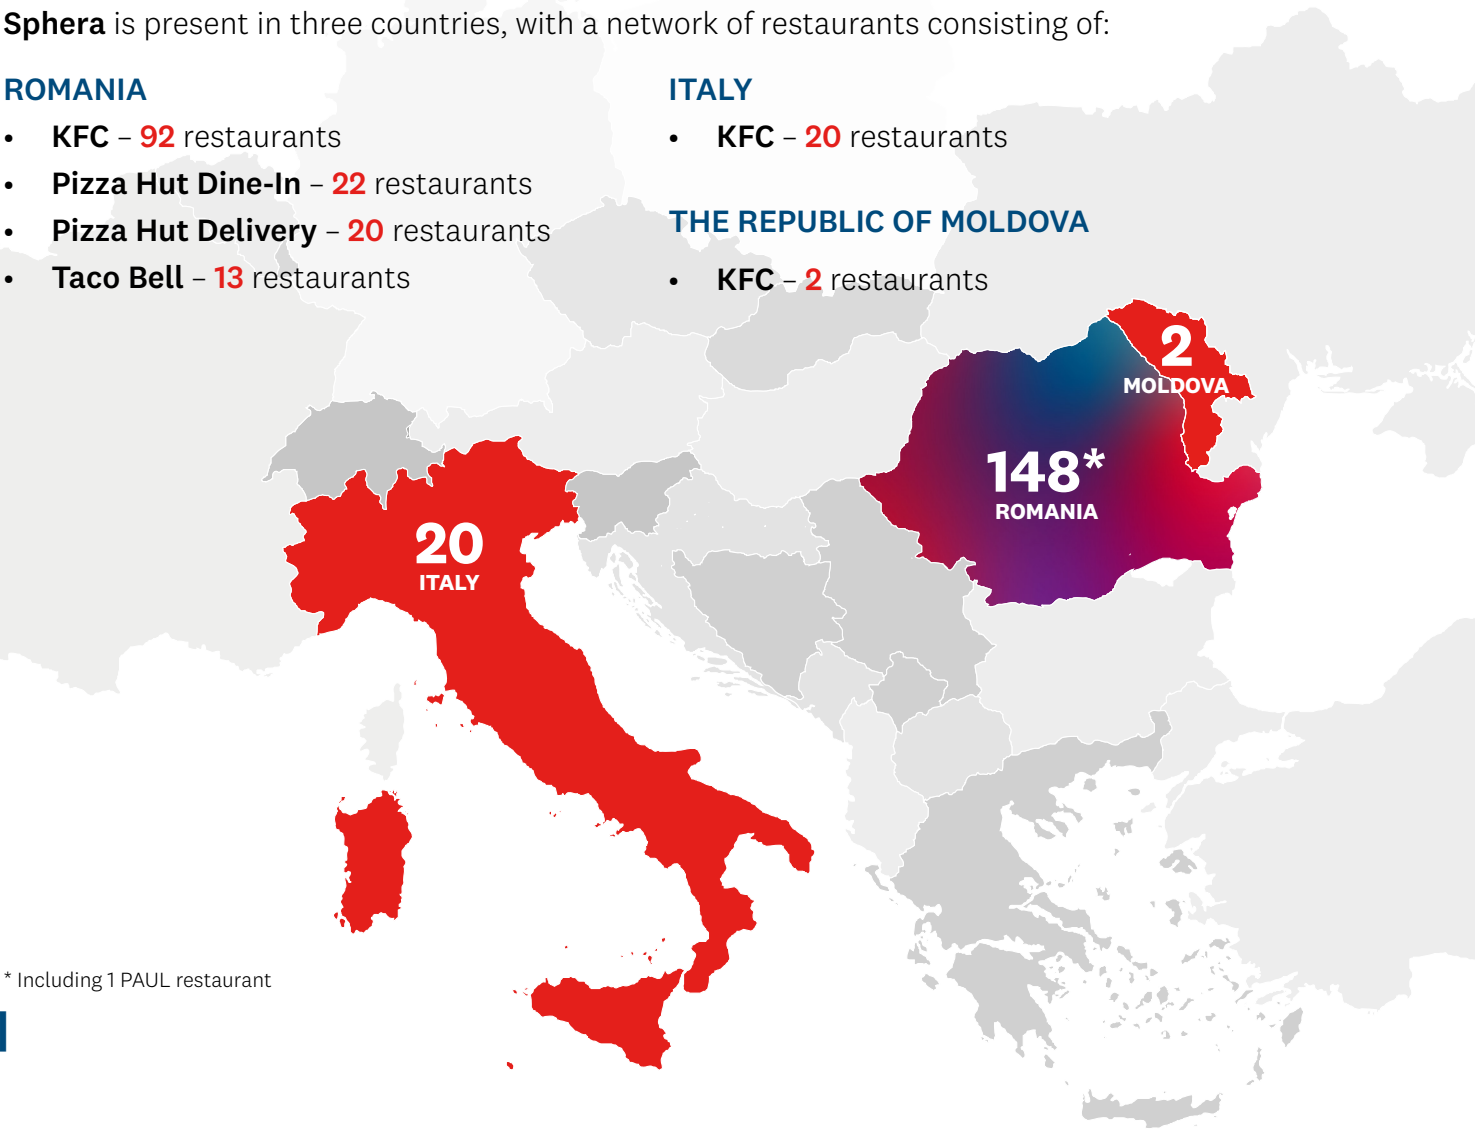 Sphera is present in three countries, with a network of restaurants consisting of:
ROMANIA
• KFC – 92 restaurants
• Pizza Hut Dine-In – 22 restaurants
• Pizza Hut Delivery – 20 restaurants
• Taco Bell – 13 restaurants
ITALY
• KFC – 20 restaurants
THE REPUBLIC OF MOLDOVA
• KFC – 2 restaurants
2
MOLDOVA
148*
ROMANIA
20
ITALY
* Including 1 PAUL restaurant